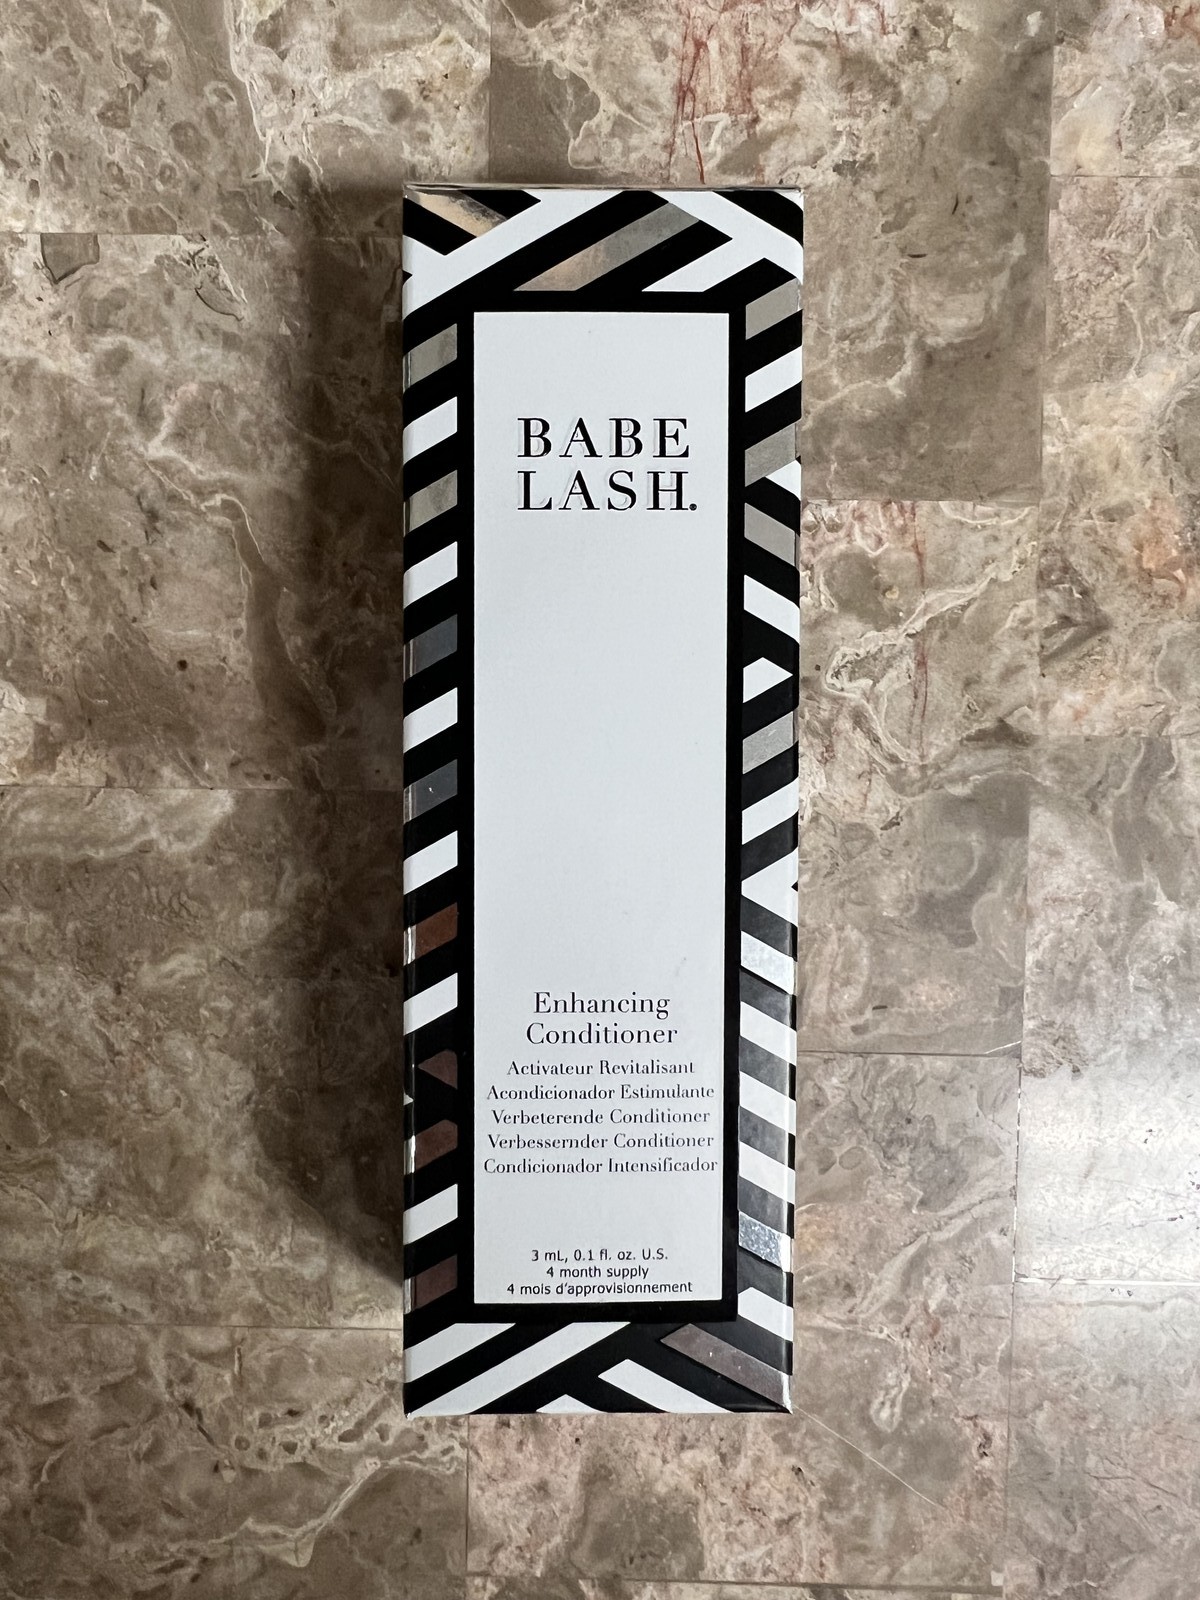 BABE
LASH®
Enhancing
Conditioner
Activateur Revitalisant
Acondicionador Estimulante
Verbeterende Conditioner
Verbessernder Conditioner
Condicionador Intensificador
3 mL, 0.1 fl. oz. U.S.
4 month supply
4 mois d'approvisionnement